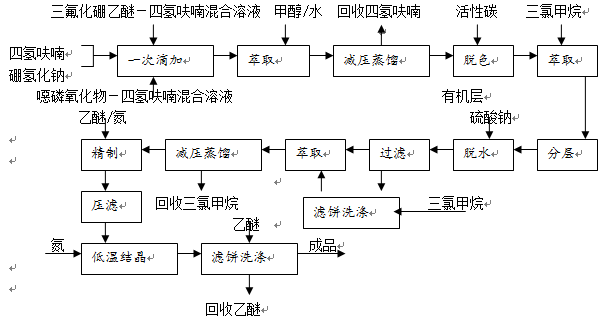 三氟化硼乙醚—四氢呋喃混合溶液 甲醇/水 回收四氢呋喃 活性碳 三氯甲烷
四氢呋喃
硼氢化钠
一次滴加 萃取 减压蒸馏 脱色 萃取
噁磷氧化物—四氢呋喃混合溶液 有机层
乙醚/氮 硫酸钠
精制 减压蒸馏 萃取 过滤 脱水 分层
压滤 回收三氯甲烷 滤饼洗涤 三氯甲烷
乙醚
氮 低温结晶 滤饼洗涤 成品
回收乙醚